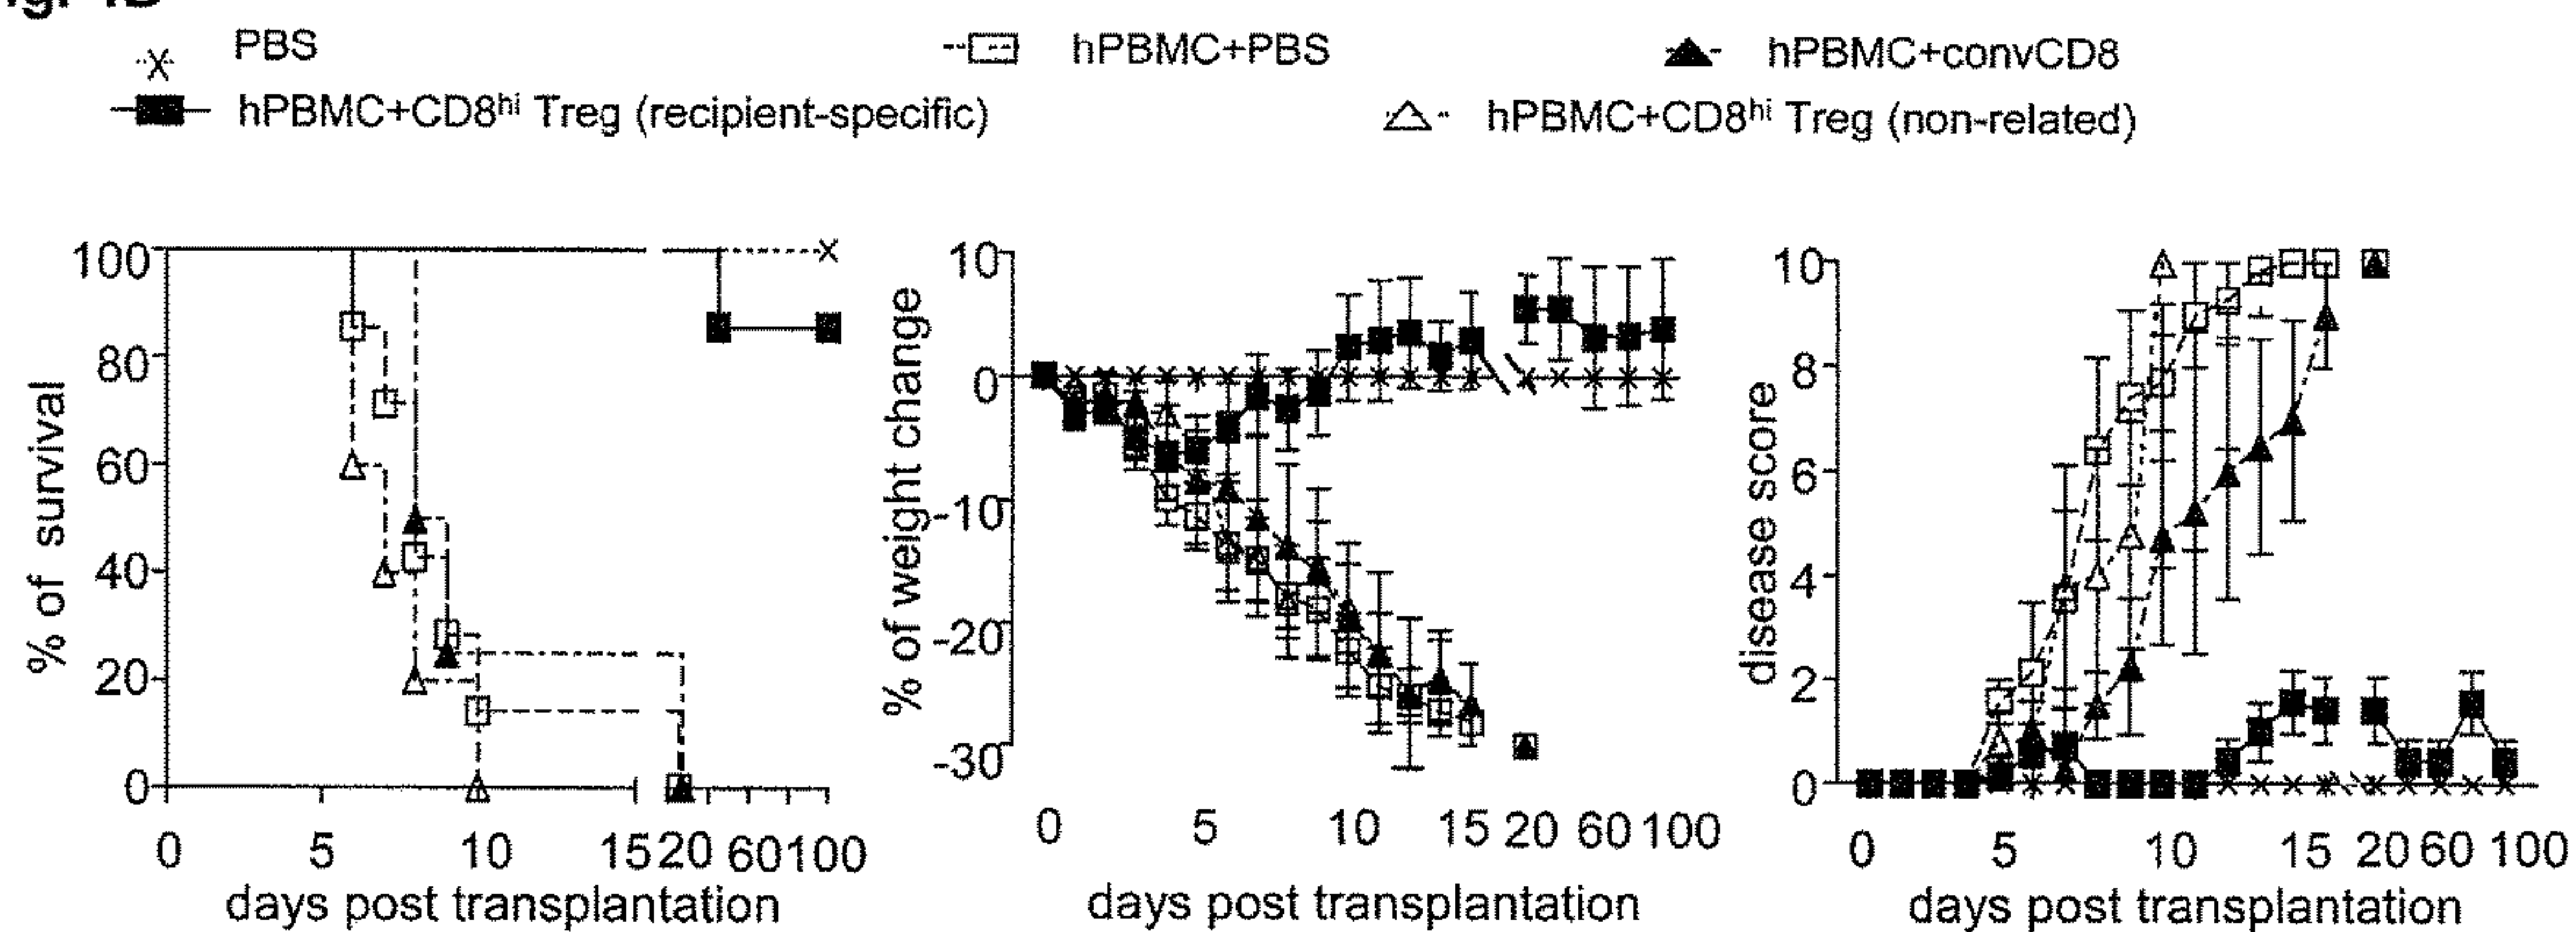 PBS
hPBMC+PBS
hPBMC+convCD8
hPBMC+CD8hi Treg (recipient-specific)
hPBMC+CD8hi Treg (non-related)
% of survival
100
80
60
40
20
0
0 5 10 15 20 60 100
days post transplantation
% of weight change
10
0
-10
-20
-30
0 5 10 15 20 60 100
days post transplantation
disease score
10
8
6
4
2
0
0 5 10 15 20 60 100
days post transplantation